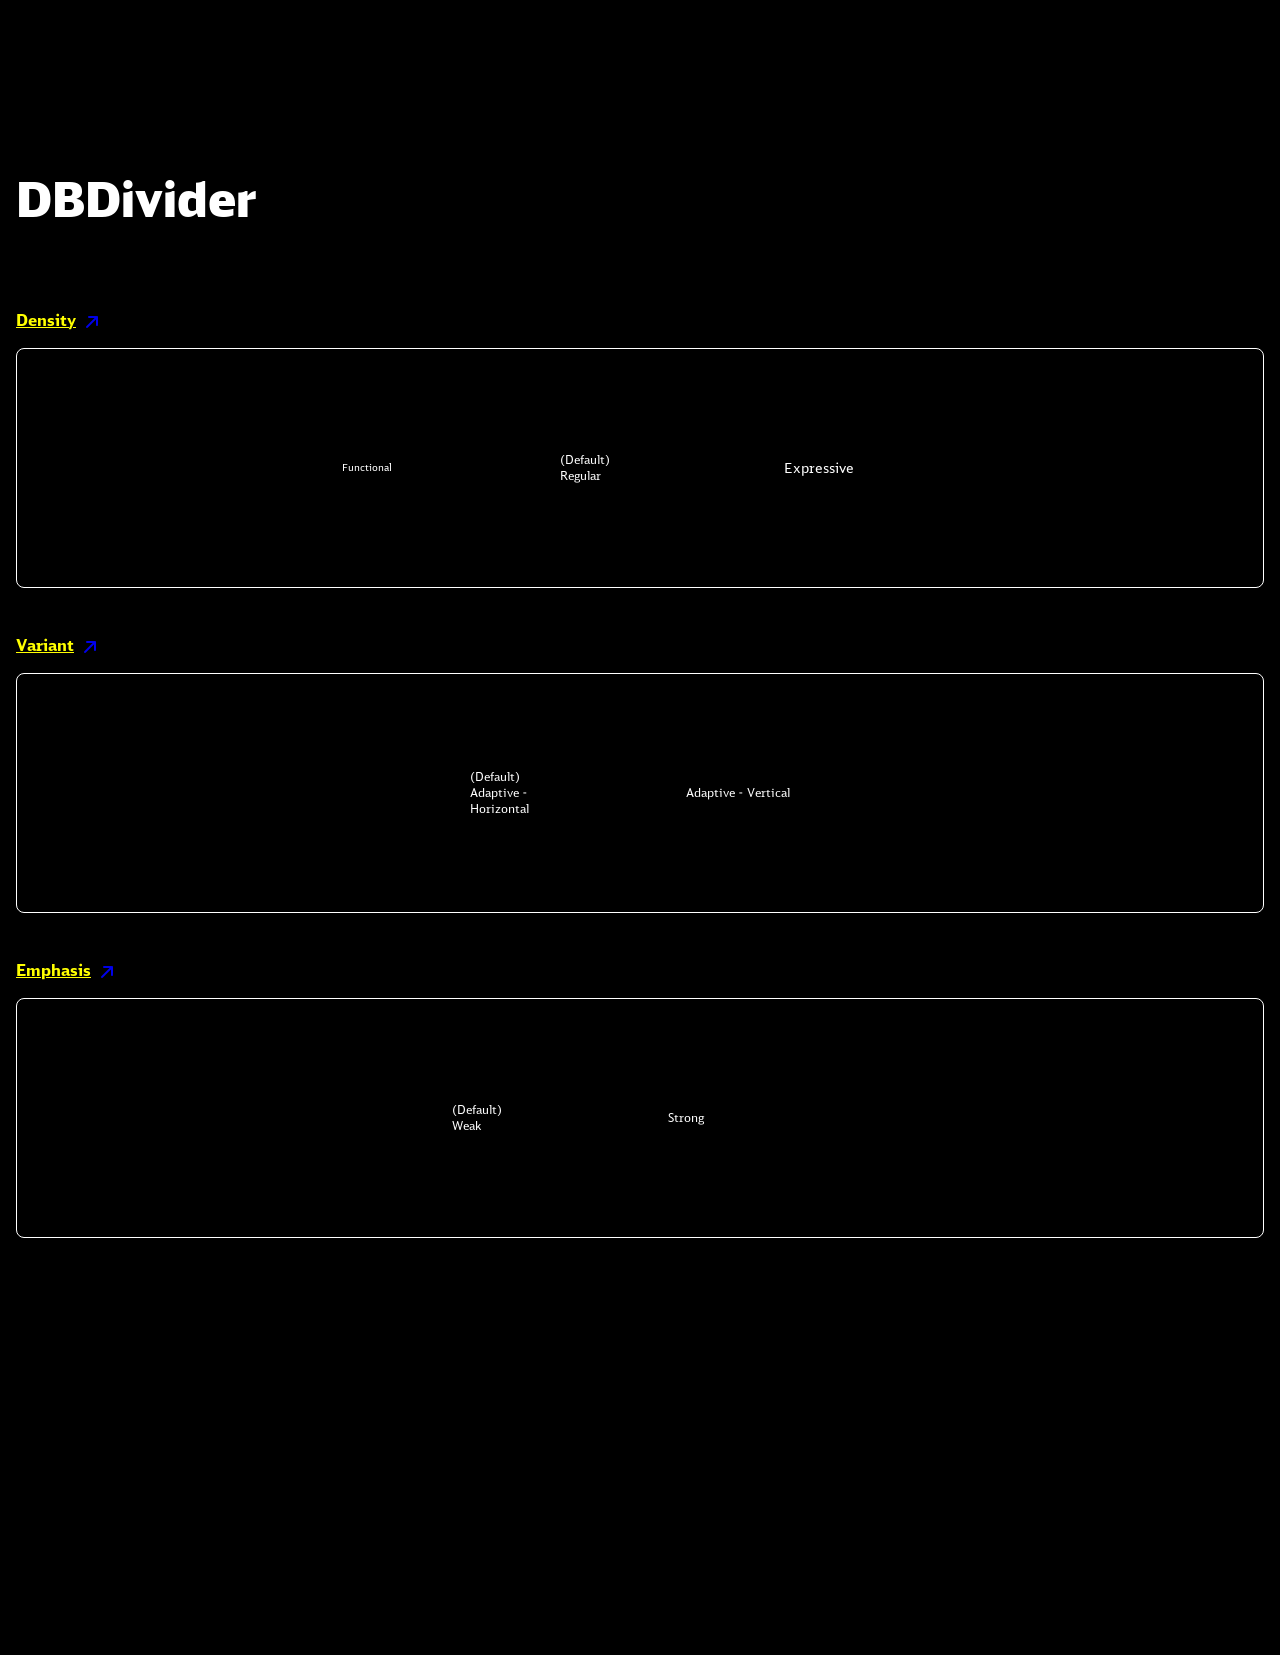 DBDivider
Density
Functional
(Default)
Regular
Expressive
Variant
(Default)
Adaptive -
Horizontal
Adaptive - Vertical
Emphasis
(Default)
Weak
Strong